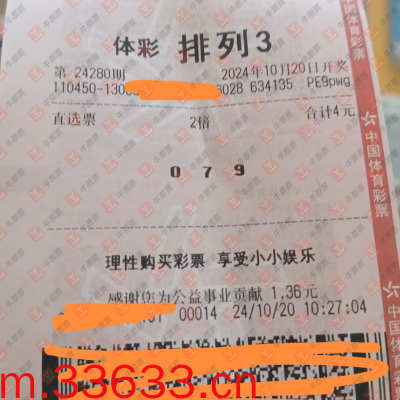 体彩 排列3
第 24280期 2024年10月20日开奖
110450-1300 6028 634135 PE9pwg
直选票 2倍 合计4元
0 7 9
理性购买彩票 享受小小娱乐
感谢您为公益事业贡献 1.36元
00014 24/10/20 10:27:04
m.33633.cn
国体育彩票
中国体育彩票